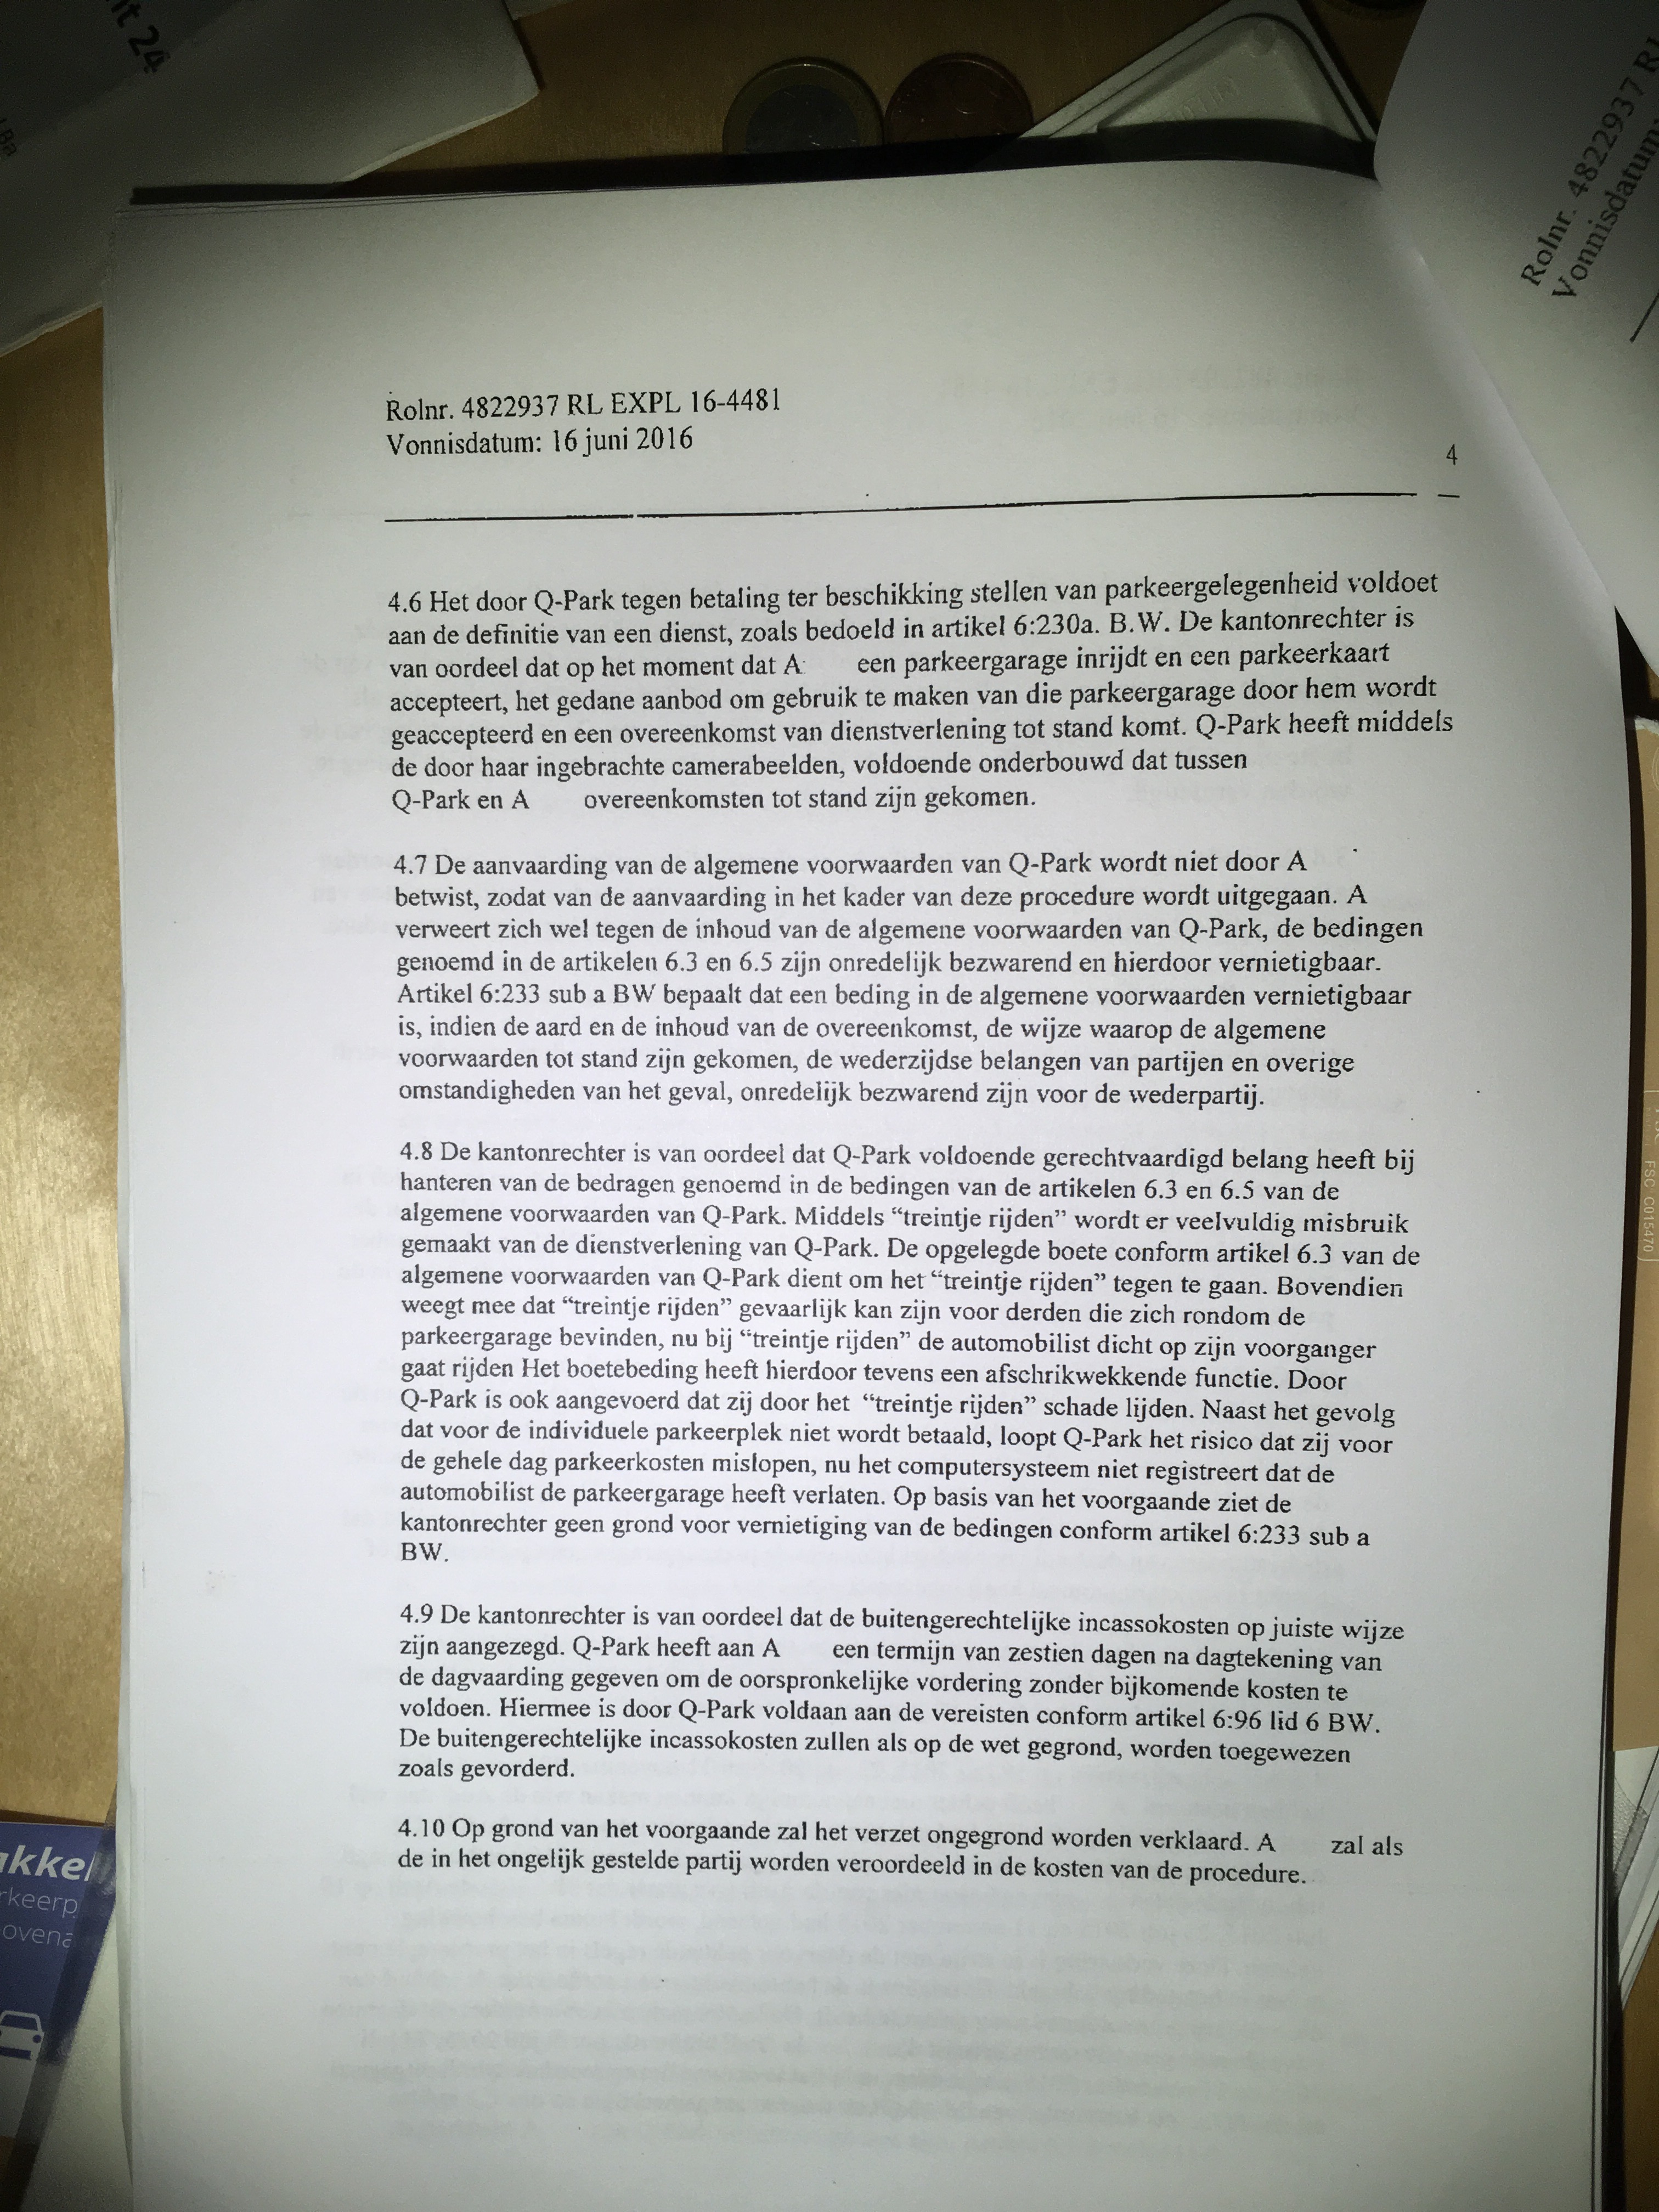 nt 24
Rolnr. 4822937 RL
Vonnisdatum
Rolnr. 4822937 RL EXPL 16-4481
Vonnisdatum: 16 juni 2016
4
4.6 Het door Q-Park tegen betaling ter beschikking stellen van parkeergelegenheid voldoet
aan de definitie van een dienst, zoals bedoeld in artikel 6:230a. B.W. De kantonrechter is
van oordeel dat op het moment dat A een parkeergarage inrijdt en een parkeerkaart
accepteert, het gedane aanbod om gebruik te maken van die parkeergarage door hem wordt
geaccepteerd en een overeenkomst van dienstverlening tot stand komt. Q-Park heeft middels
de door haar ingebrachte camerabeelden, voldoende onderbouwd dat tussen
Q-Park en A overeenkomsten tot stand zijn gekomen.
4.7 De aanvaarding van de algemene voorwaarden van Q-Park wordt niet door A
betwist, zodat van de aanvaarding in het kader van deze procedure wordt uitgegaan. A
verweert zich wel tegen de inhoud van de algemene voorwaarden van Q-Park, de bedingen
genoemd in de artikelen 6.3 en 6.5 zijn onredelijk bezwarend en hierdoor vernietigbaar.
Artikel 6:233 sub a BW bepaalt dat een beding in de algemene voorwaarden vernietigbaar
is, indien de aard en de inhoud van de overeenkomst, de wijze waarop de algemene
voorwaarden tot stand zijn gekomen, de wederzijdse belangen van partijen en overige
omstandigheden van het geval, onredelijk bezwarend zijn voor de wederpartij.
4.8 De kantonrechter is van oordeel dat Q-Park voldoende gerechtvaardigd belang heeft bij
hanteren van de bedragen genoemd in de bedingen van de artikelen 6.3 en 6.5 van de
algemene voorwaarden van Q-Park. Middels “treintje rijden” wordt er veelvuldig misbruik
gemaakt van de dienstverlening van Q-Park. De opgelegde boete conform artikel 6.3 van de
algemene voorwaarden van Q-Park dient om het “treintje rijden” tegen te gaan. Bovendien
weegt mee dat “treintje rijden” gevaarlijk kan zijn voor derden die zich rondom de
parkeergarage bevinden, nu bij “treintje rijden” de automobilist dicht op zijn voorganger
gaat rijden Het boetebeding heeft hierdoor tevens een afschrikwekkende functie. Door
Q-Park is ook aangevoerd dat zij door het “treintje rijden” schade lijden. Naast het gevolg
dat voor de individuele parkeerplek niet wordt betaald, loopt Q-Park het risico dat zij voor
de gehele dag parkeerkosten mislopen, nu het computersysteem niet registreert dat de
automobilist de parkeergarage heeft verlaten. Op basis van het voorgaande ziet de
kantonrechter geen grond voor vernietiging van de bedingen conform artikel 6:233 sub a
BW.
4.9 De kantonrechter is van oordeel dat de buitengerechtelijke incassokosten op juiste wijze
zijn aangezegd. Q-Park heeft aan A een termijn van zestien dagen na dagtekening van
de dagvaarding gegeven om de oorspronkelijke vordering zonder bijkomende kosten te
voldoen. Hiermee is door Q-Park voldaan aan de vereisten conform artikel 6:96 lid 6 BW.
De buitengerechtelijke incassokosten zullen als op de wet gegrond, worden toegewezen
zoals gevorderd.
4.10 Op grond van het voorgaande zal het verzet ongegrond worden verklaard. A zal als
de in het ongelijk gestelde partij worden veroordeeld in de kosten van de procedure.
FSC C015470
akke
rkeerp
ovena